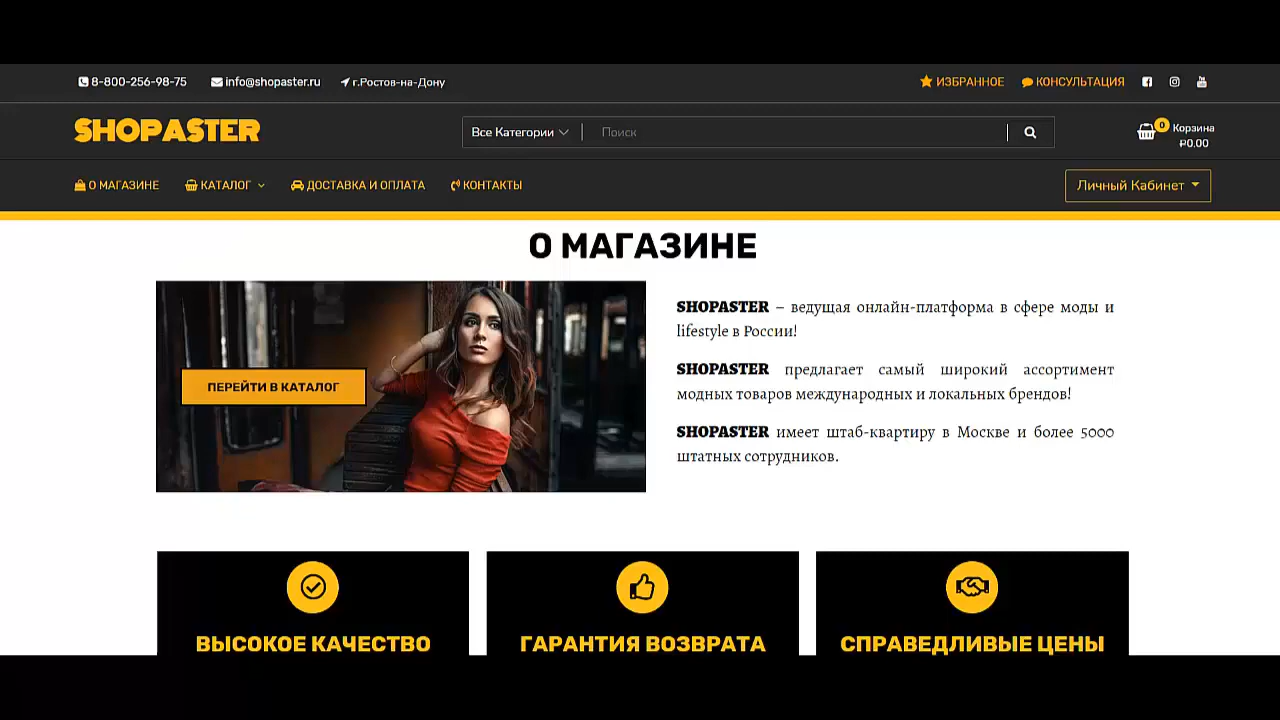 8-800-256-98-75 info@shopaster.ru г.Ростов-на-Дону ИЗБРАННОЕ КОНСУЛЬТАЦИЯ
SHOPASTER Все Категории Поиск 0 Корзина
₽0.00
О МАГАЗИНЕ КАТАЛОГ ДОСТАВКА И ОПЛАТА КОНТАКТЫ Личный Кабинет
О МАГАЗИНЕ
ПЕРЕЙТИ В КАТАЛОГ
SHOPASTER – ведущая онлайн-платформа в сфере моды и
lifestyle в России!
SHOPASTER предлагает самый широкий ассортимент
модных товаров международных и локальных брендов!
SHOPASTER имеет штаб-квартиру в Москве и более 5000
штатных сотрудников.
ВЫСОКОЕ КАЧЕСТВО ГАРАНТИЯ ВОЗВРАТА СПРАВЕДЛИВЫЕ ЦЕНЫ